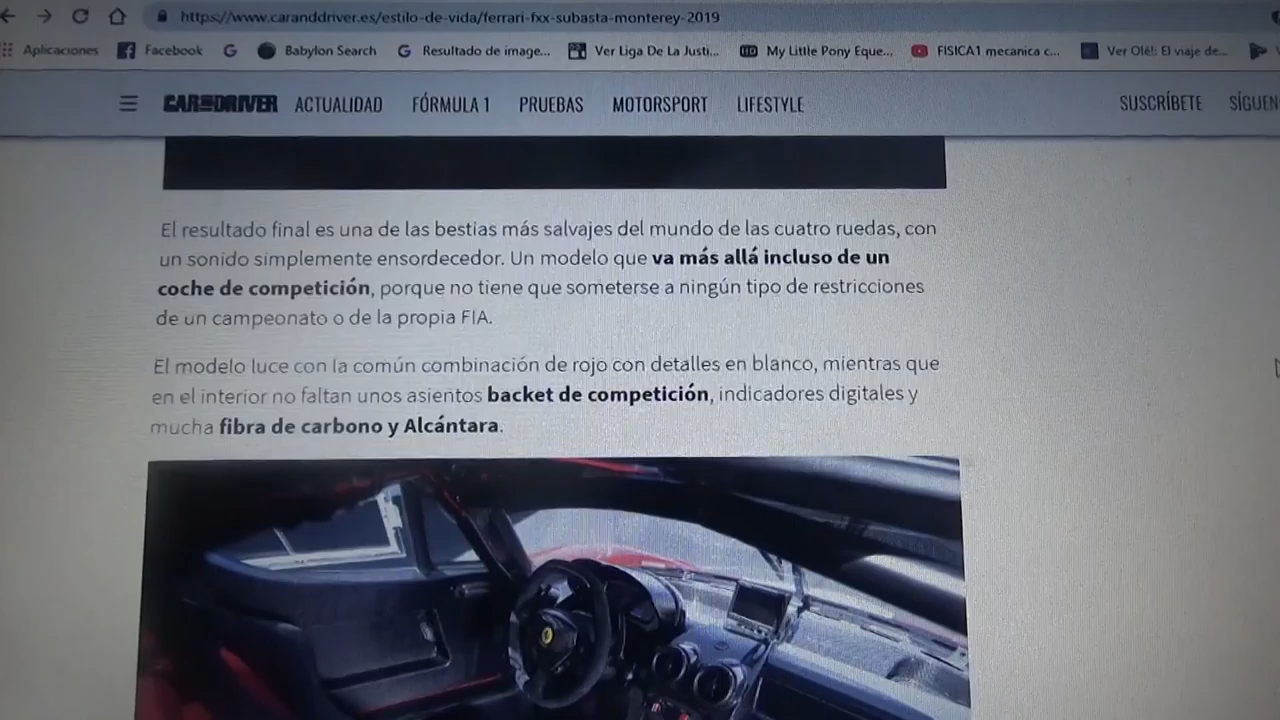 https://www.caranddriver.es/estilo-de-vida/ferrari-fxx-subasta-monterey-2019
Aplicaciones Facebook Babylon Search Resultado de image... Ver Liga De La Justi... My Little Pony Eque... FISICA1 mecanica c... Ver Olé!: El viaje de...
CAR AND DRIVER ACTUALIDAD FÓRMULA 1 PRUEBAS MOTORSPORT LIFESTYLE SUSCRÍBETE SÍGUEN
El resultado final es una de las bestias más salvajes del mundo de las cuatro ruedas, con
un sonido simplemente ensordecedor. Un modelo que va más allá incluso de un
coche de competición, porque no tiene que someterse a ningún tipo de restricciones
de un campeonato o de la propia FIA.
El modelo luce con la común combinación de rojo con detalles en blanco, mientras que
en el interior no faltan unos asientos backet de competición, indicadores digitales y
mucha fibra de carbono y Alcántara.